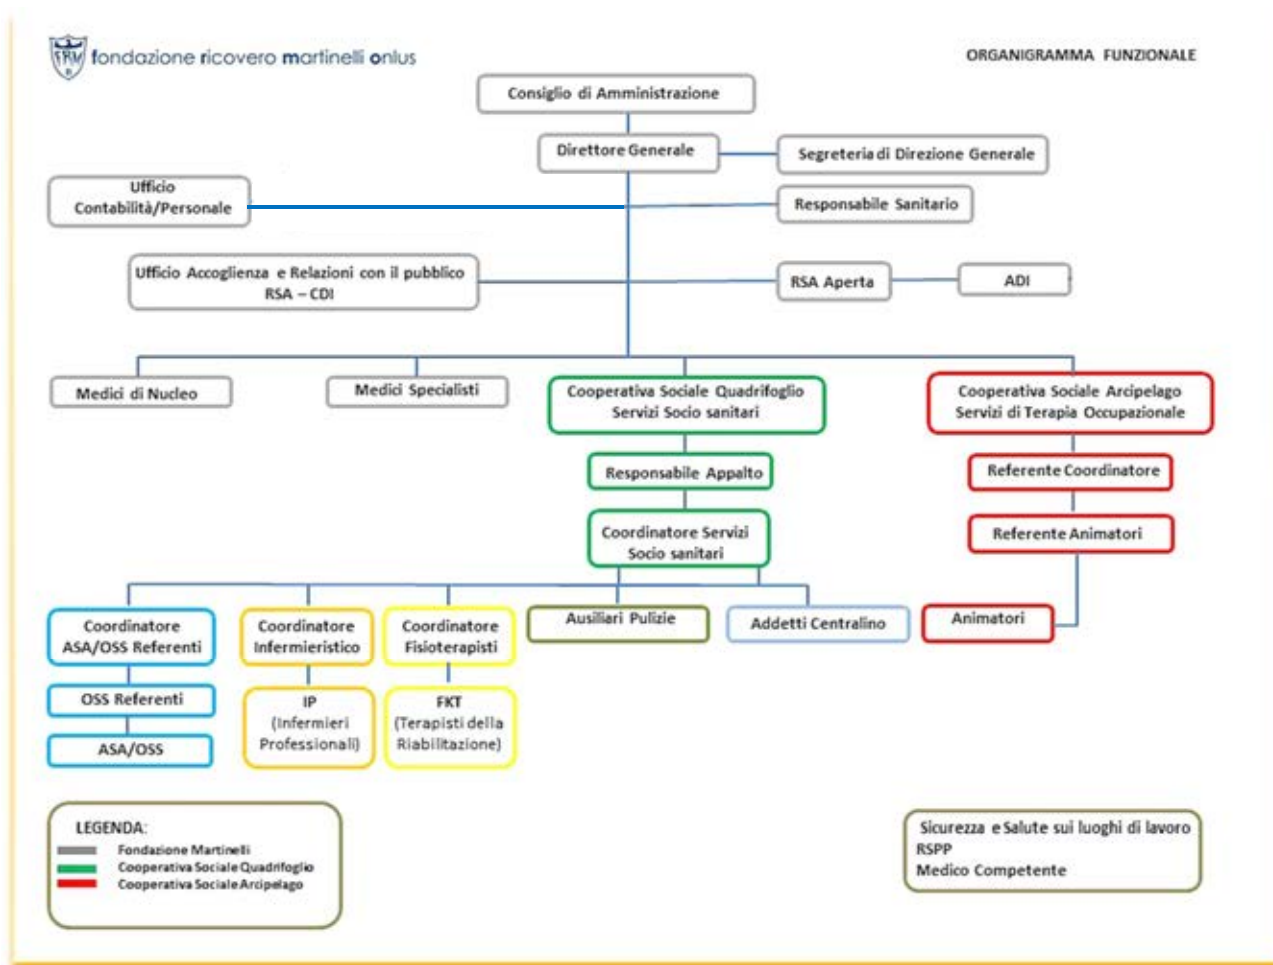 FRM
fondazione ricovero martinelli onlus
ORGANIGRAMMA FUNZIONALE
Consiglio di Amministrazione
Direttore Generale
Segreteria di Direzione Generale
Ufficio
Contabilità/Personale
Responsabile Sanitario
Ufficio Accoglienza e Relazioni con il pubblico
RSA – CDI
RSA Aperta
ADI
Medici di Nucleo
Medici Specialisti
Cooperativa Sociale Quadrifoglio
Servizi Socio sanitari
Cooperativa Sociale Arcipelago
Servizi di Terapia Occupazionale
Responsabile Appalto
Referente Coordinatore
Coordinatore Servizi
Socio sanitari
Referente Animatori
Coordinatore
ASA/OSS Referenti
Coordinatore
Infermieristico
Coordinatore
Fisioterapisti
Ausiliari Pulizie
Addetti Centralino
Animatori
OSS Referenti
ASA/OSS
IP
(Infermieri
Professionali)
FKT
(Terapisti della
Riabilitazione)
LEGENDA:
Fondazione Martinelli
Cooperativa Sociale Quadrifoglio
Cooperativa Sociale Arcipelago
Sicurezza e Salute sui luoghi di lavoro
RSPP
Medico Competente